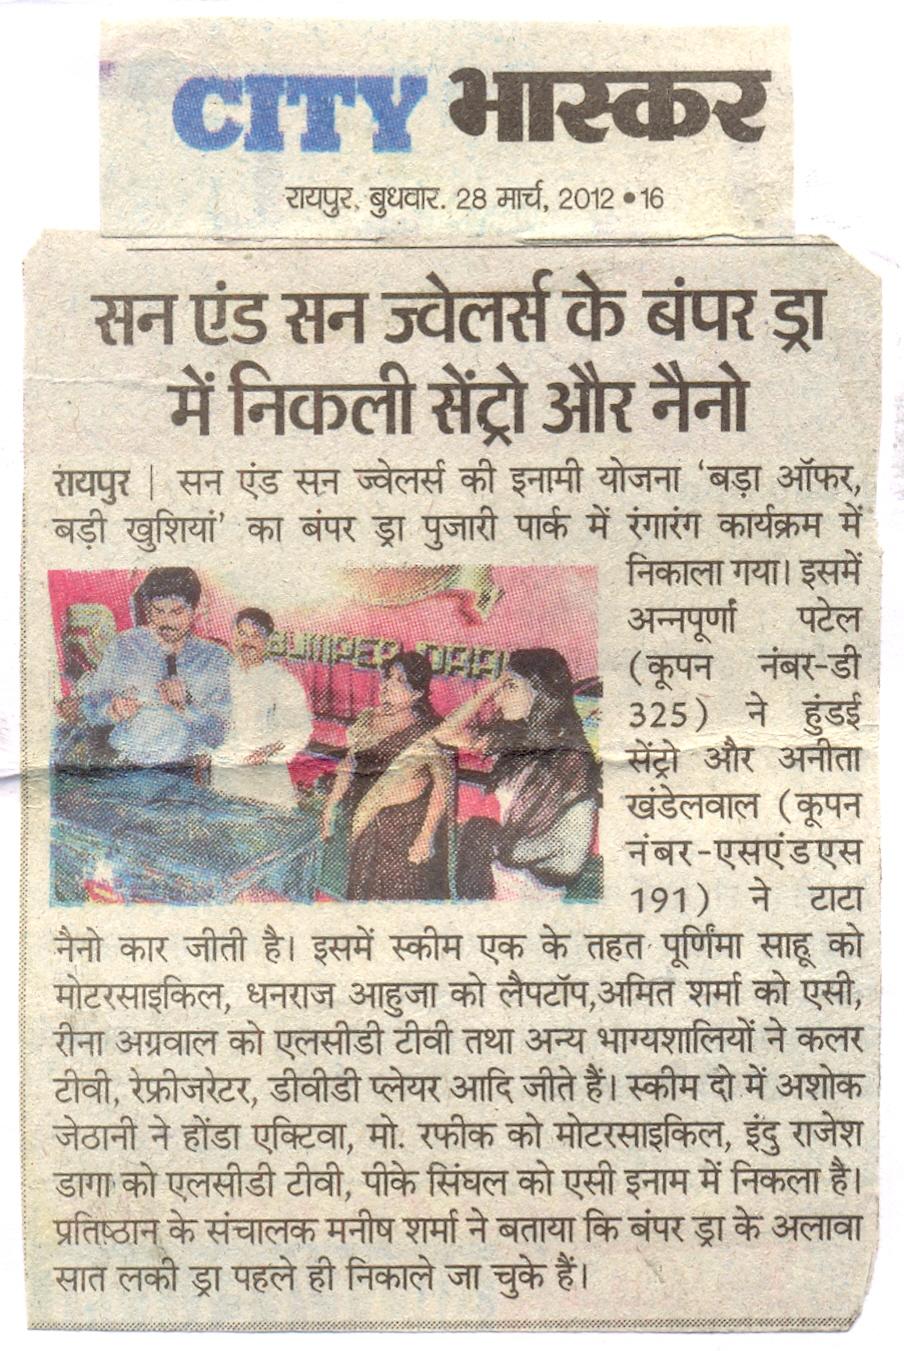 CITY भास्कर
रायपुर, बुधवार. 28 मार्च, 2012 • 16
सन एंड सन ज्वेलर्स के बंपर ड्रा
में निकली सेंट्रो और नैनो
रायपुर | सन एंड सन ज्वेलर्स की इनामी योजना ‘बड़ा ऑफर,
बड़ी खुशियां’ का बंपर ड्रा पुजारी पार्क में रंगारंग कार्यक्रम में
निकाला गया। इसमें
अन्नपूर्णा पटेल
(कूपन नंबर-डी
325) ने हुंडई
सेंट्रो और अनीता
खंडेलवाल (कूपन
नंबर-एसएंडएस
191) ने टाटा
नैनो कार जीती है। इसमें स्कीम एक के तहत पूर्णिमा साहू को
मोटरसाइकिल, धनराज आहुजा को लैपटॉप,अमित शर्मा को एसी,
रीना अग्रवाल को एलसीडी टीवी तथा अन्य भाग्यशालियों ने कलर
टीवी, रेफ्रीजरेटर, डीवीडी प्लेयर आदि जीते हैं। स्कीम दो में अशोक
जेठानी ने होंडा एक्टिवा, मो. रफीक को मोटरसाइकिल, इंदु राजेश
डागा को एलसीडी टीवी, पीके सिंघल को एसी इनाम में निकला है।
प्रतिष्ठान के संचालक मनीष शर्मा ने बताया कि बंपर ड्रा के अलावा
सात लकी ड्रा पहले ही निकाले जा चुके हैं।
BUMPER DRAW